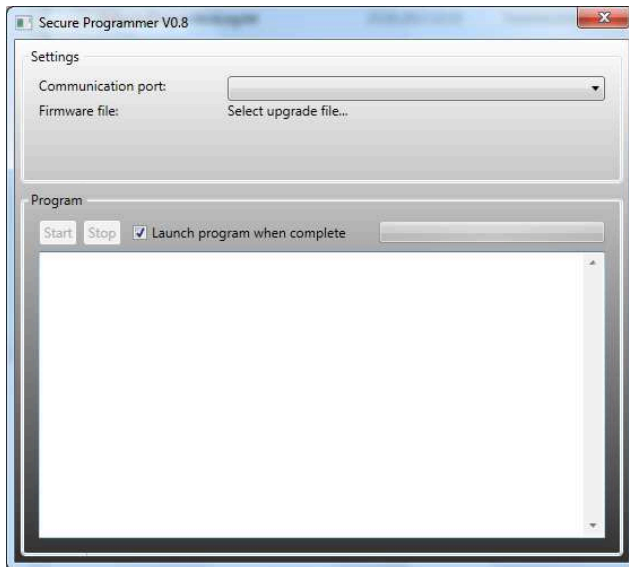 Secure Programmer V0.8
Settings
Communication port:
Firmware file: Select upgrade file...
Program
Start Stop Launch program when complete